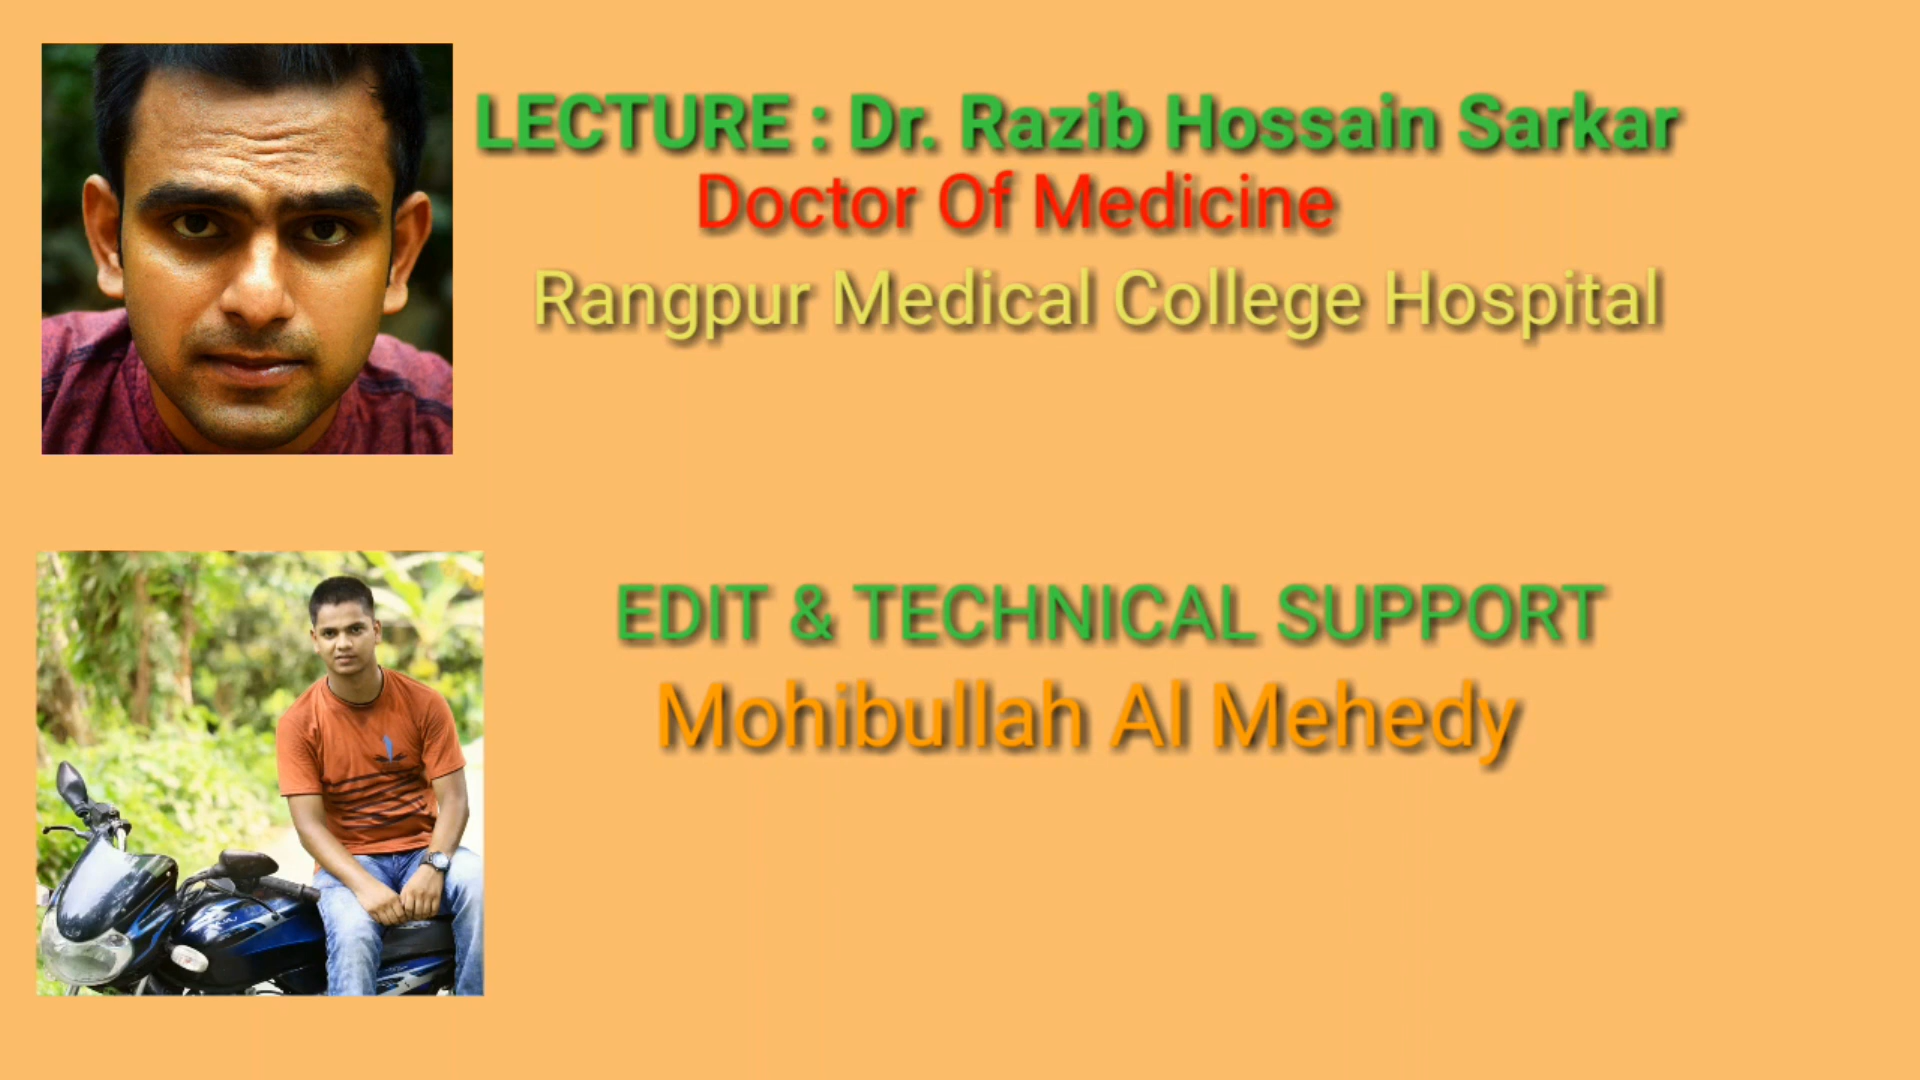 LECTURE : Dr. Razib Hossain Sarkar
Doctor Of Medicine
Rangpur Medical College Hospital
EDIT & TECHNICAL SUPPORT
Mohibullah Al Mehedy